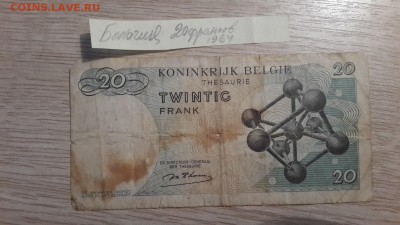 COINS.LAVE.RU
Бельгия 20 франков
1964
20
KONINKRIJK BELGIE
THESAURIE
20
TWINTIG
FRANK
DE DIRECTEUR-GENERAAL
DER THESAURIE
20
20